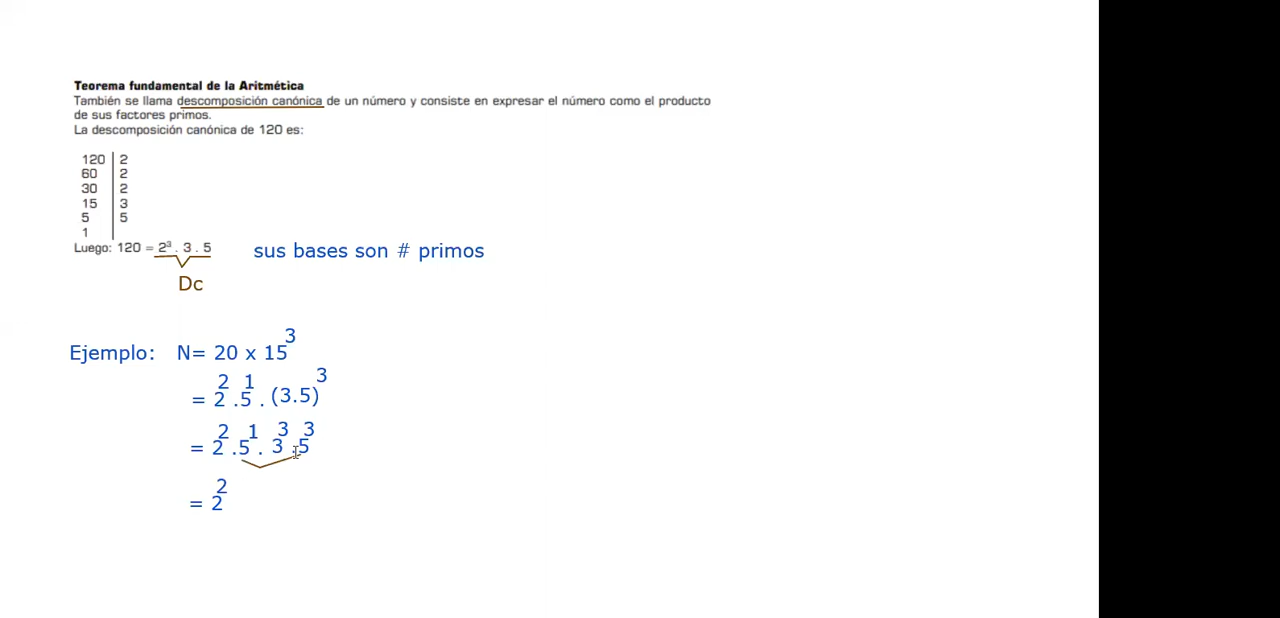 Teorema fundamental de la Aritmética
También se llama descomposición canónica de un número y consiste en expresar el número como el producto
de sus factores primos.
La descomposición canónica de 120 es:
120 | 2
60 | 2
30 | 2
15 | 3
5 | 5
1 |
Luego: 120 = 2³ . 3 . 5
sus bases son # primos
Dc
Ejemplo: N= 20 x 15³
= 2² .5¹ . (3.5)³
= 2² .5¹ . 3³ .5³
= 2²